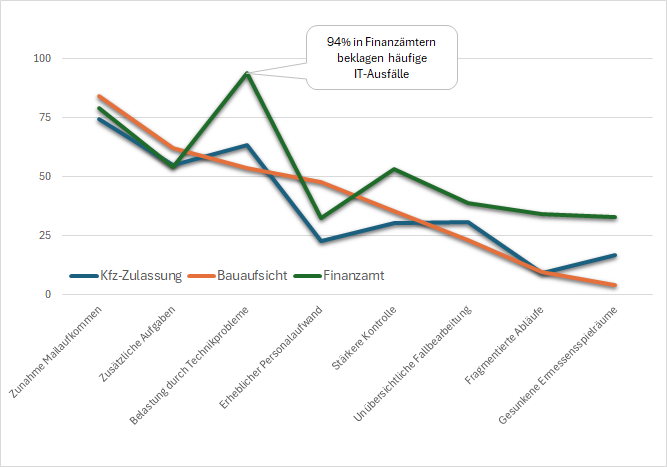 94% in Finanzämtern
beklagen häufige
IT-Ausfälle
100
75
50
25
0
Kfz-Zulassung
Bauaufsicht
Finanzamt
Zunahme Mailaufkommen
Zusätzliche Aufgaben
Belastung durch Technikprobleme
Erheblicher Personalaufwand
Stärkere Kontrolle
Unübersichtliche Fallbearbeitung
Fragmentierte Abläufe
Gesunkene Ermessensspielräume